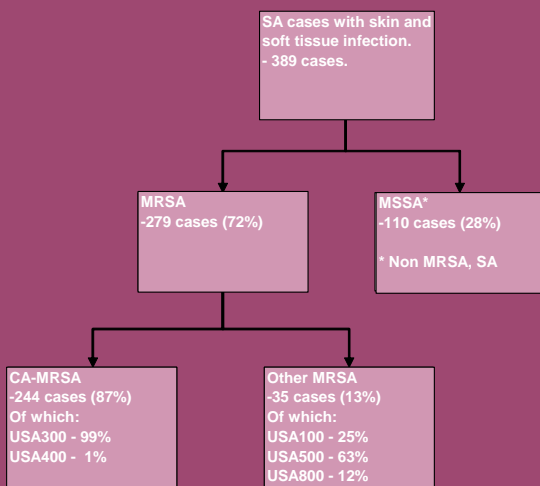 SA cases with skin and
soft tissue infection.
- 389 cases.
MRSA
-279 cases (72%)
MSSA*
-110 cases (28%)
* Non MRSA, SA
CA-MRSA
-244 cases (87%)
Of which:
USA300 - 99%
USA400 - 1%
Other MRSA
-35 cases (13%)
Of which:
USA100 - 25%
USA500 - 63%
USA800 - 12%